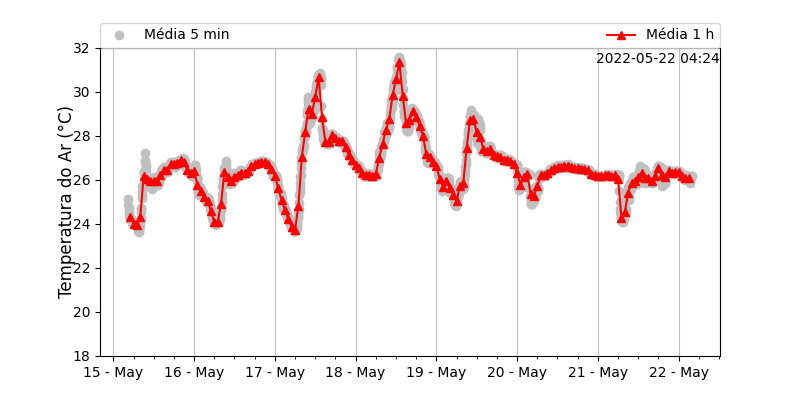 Média 5 min
Média 1 h
2022-05-22 04:24
Temperatura do Ar (°C)
32
30
28
26
24
22
20
18
15 - May
16 - May
17 - May
18 - May
19 - May
20 - May
21 - May
22 - May